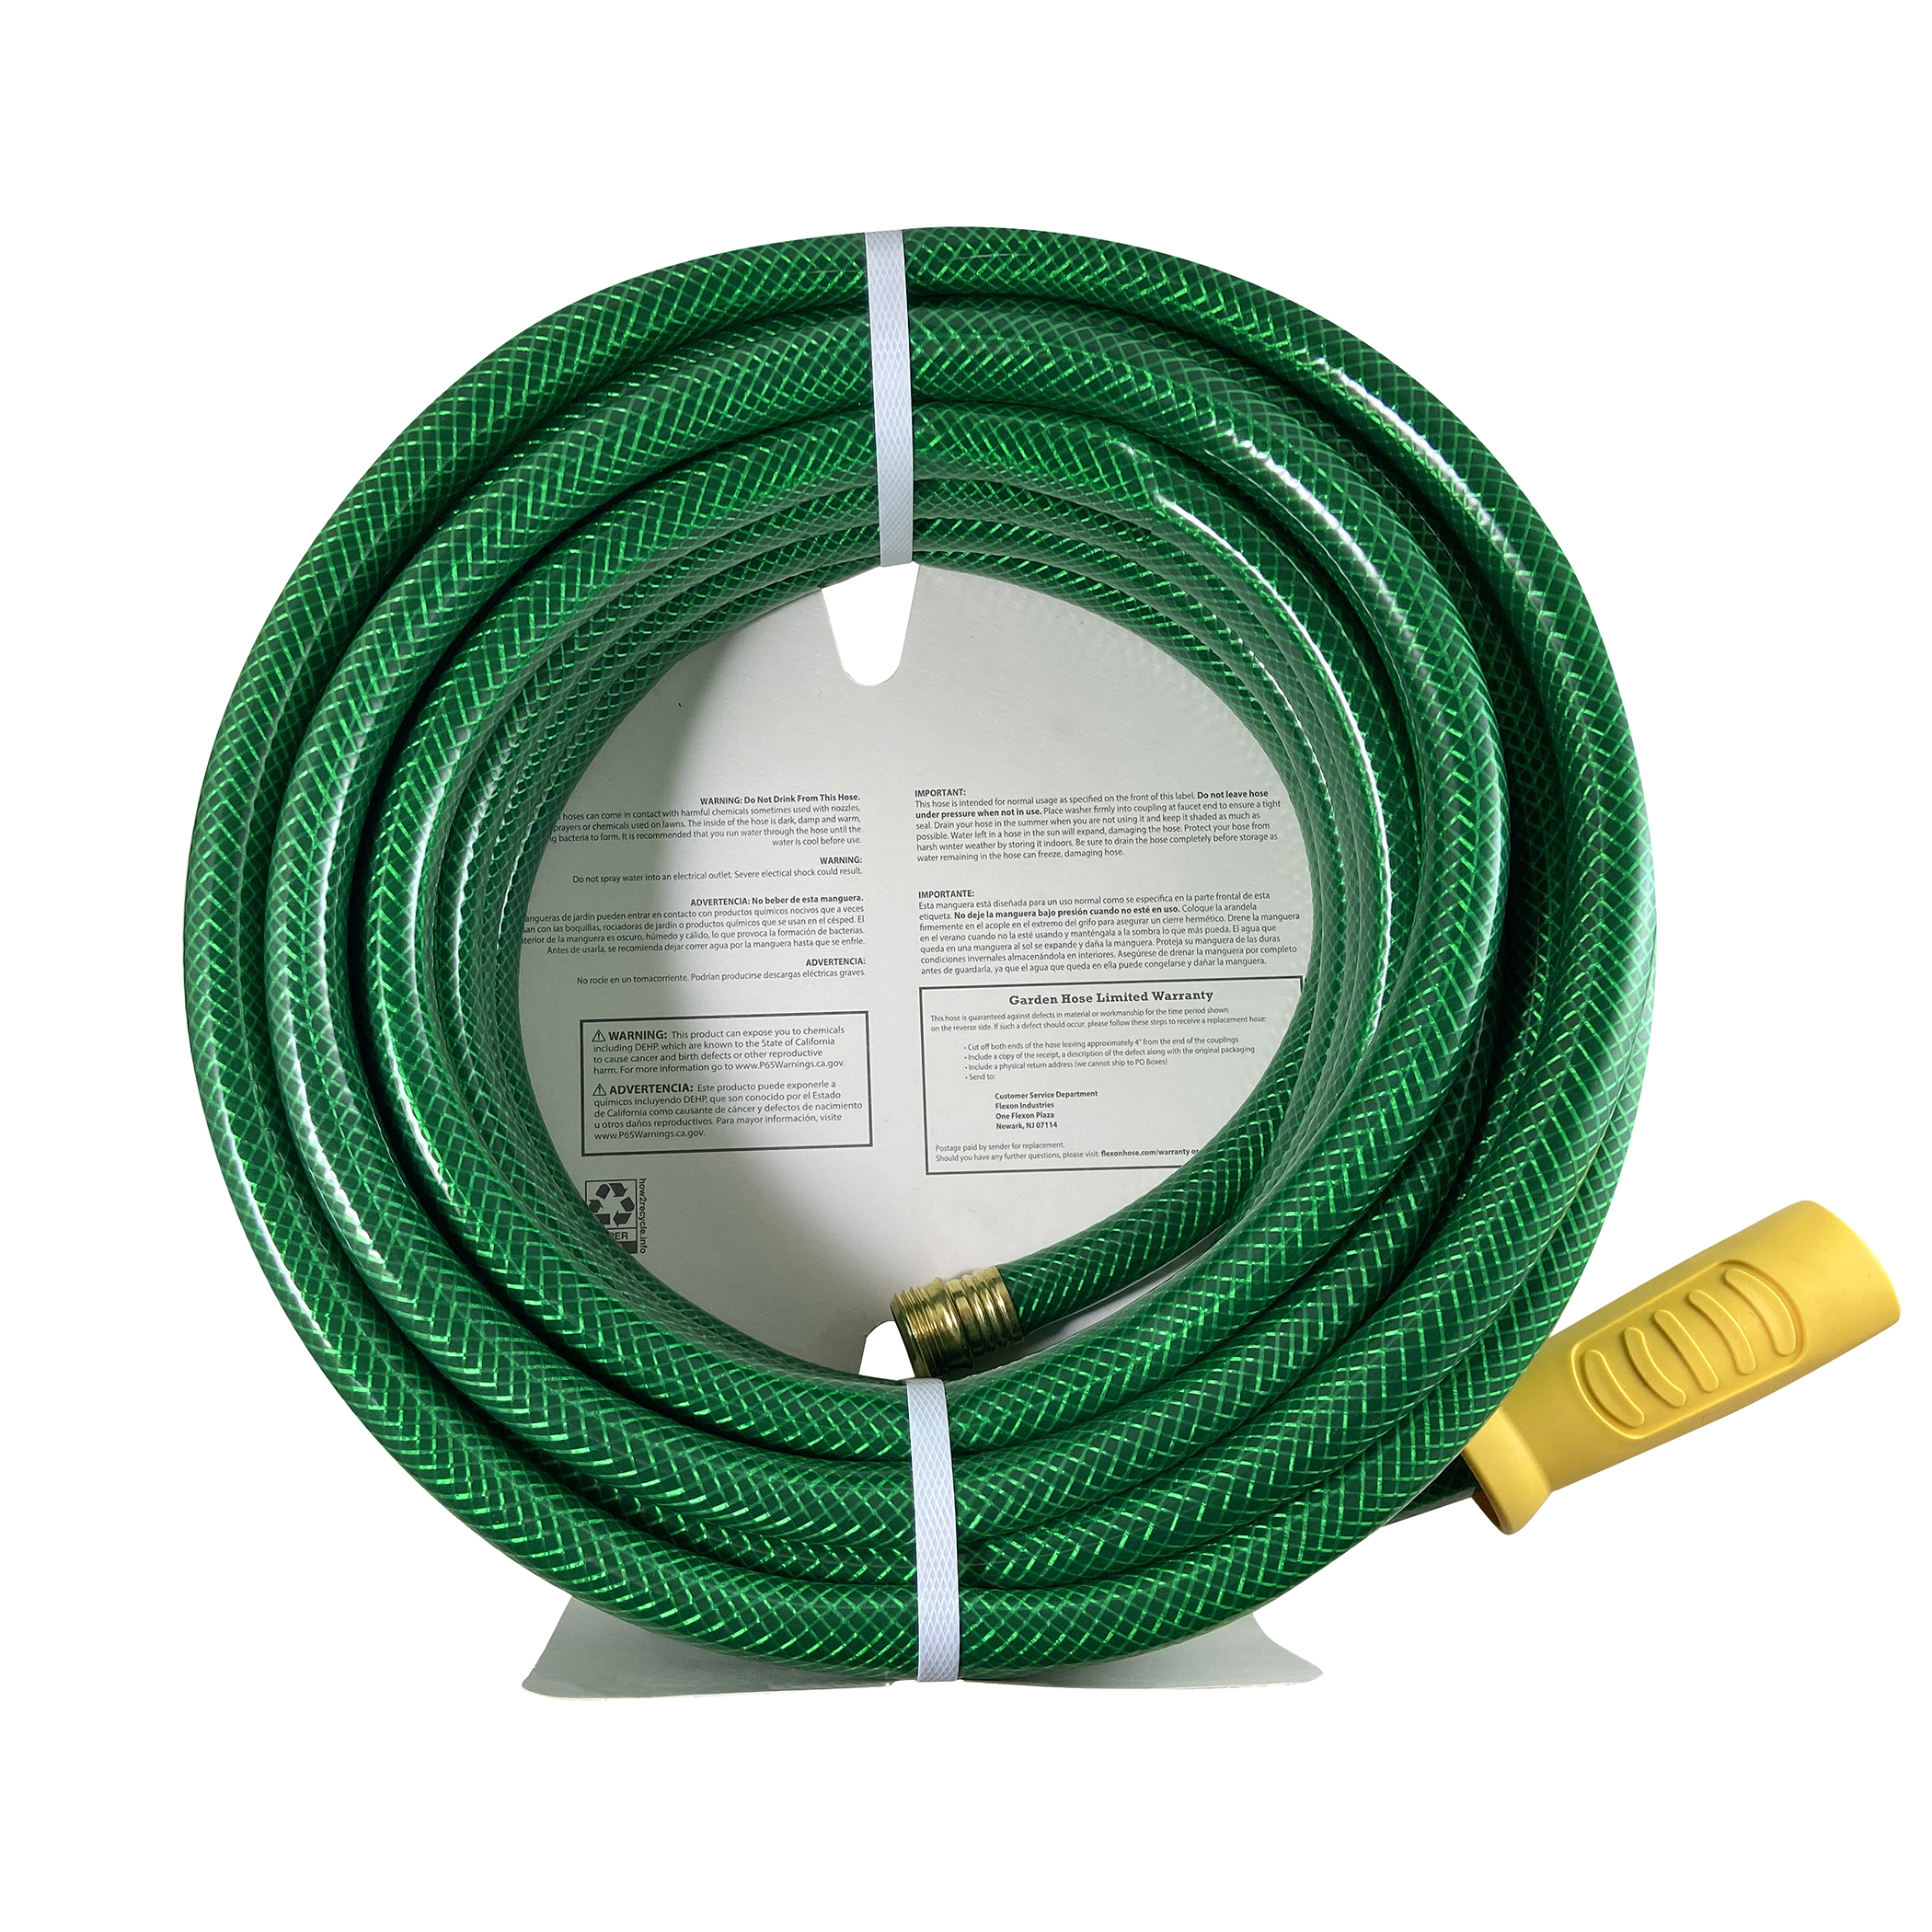 WARNING: Do Not Drink From This Hose.
hoses can come in contact with harmful chemicals sometimes used with nozzles,
prayers or chemicals used on lawns. The inside of the hose is dark, damp and warm,
bacteria to form. It is recommended that you run water through the hose until the
water is cool before use.
WARNING:
Do not spray water into an electrical outlet. Severe electical shock could result.
ADVERTENCIA: No beber de esta manguera.
angueras de jardín pueden entrar en contacto con productos químicos nocivos que a veces
an con las boquillas, rociadoras de jardín o productos químicos que se usan en el césped. El
terior de la manguera es oscuro, húmedo y cálido, lo que provoca la formación de bacterias.
Antes de usarla, se recomienda dejar correr agua por la manguera hasta que se enfríe.
ADVERTENCIA:
No rocíe en un tomacorriente. Podrían producirse descargas eléctricas graves.
⚠ WARNING: This product can expose you to chemicals
including DEHP, which are known to the State of California
to cause cancer and birth defects or other reproductive
harm. For more information go to www.P65Warnings.ca.gov.
⚠ ADVERTENCIA: Este producto puede exponerle a
químicos incluyendo DEHP, que son conocido por el Estado
de California como causante de cáncer y defectos de nacimiento
u otros daños reproductivos. Para mayor información, visite
www.P65Warnings.ca.gov.
how2recycle.info
PER
IMPORTANT:
This hose is intended for normal usage as specified on the front of this label. Do not leave hose
under pressure when not in use. Place washer firmly into coupling at faucet end to ensure a tight
seal. Drain your hose in the summer when you are not using it and keep it shaded as much as
possible. Water left in a hose in the sun will expand, damaging the hose. Protect your hose from
harsh winter weather by storing it indoors. Be sure to drain the hose completely before storage as
water remaining in the hose can freeze, damaging hose.
IMPORTANTE:
Esta manguera está diseñada para un uso normal como se especifica en la parte frontal de esta
etiqueta. No deje la manguera bajo presión cuando no esté en uso. Coloque la arandela
firmemente en el acople en el extremo del grifo para asegurar un cierre hermético. Drene la manguera
en el verano cuando no la esté usando y manténgala a la sombra lo que más pueda. El agua que
queda en una manguera al sol se expande y daña la manguera. Proteja su manguera de las duras
condiciones invernales almacenándola en interiores. Asegúrese de drenar la manguera por completo
antes de guardarla, ya que el agua que queda en ella puede congelarse y dañar la manguera.
Garden Hose Limited Warranty
This hose is guaranteed against defects in material or workmanship for the time period shown
on the reverse side. If such a defect should occur, please follow these steps to receive a replacement hose:
• Cut off both ends of the hose leaving approximately 4" from the end of the couplings
• Include a copy of the receipt, a description of the defect along with the original packaging
• Include a physical return address (we cannot ship to PO Boxes)
• Send to:
Customer Service Department
Flexon Industries
One Flexon Plaza
Newark, NJ 07114
Postage paid by sender for replacement.
Should you have any further questions, please visit: flexonhose.com/warranty or